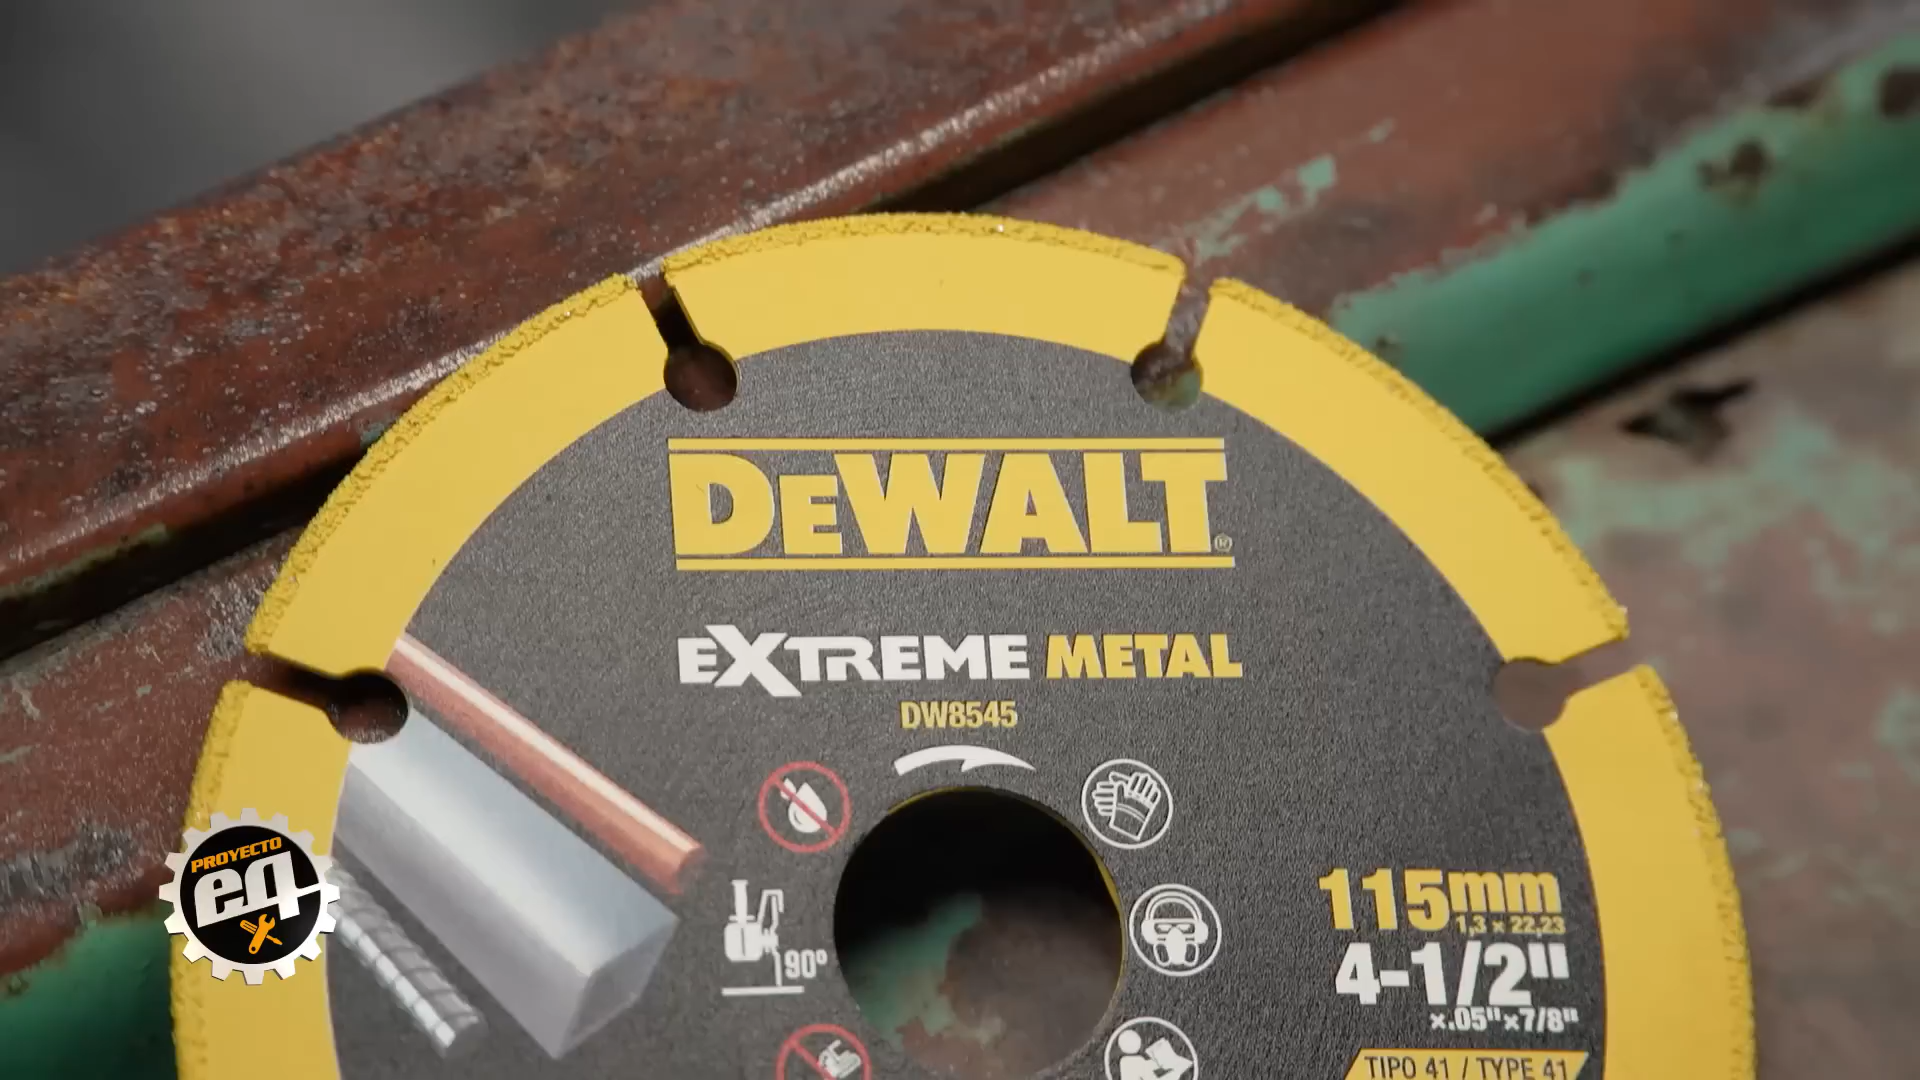 DeWALT®
eXTREME METAL
DW8545
115mm
1,3 x 22,23
4-1/2"
x.05"x7/8"
90°
TIPO 41 / TYPE 41
PROYECTO
eq